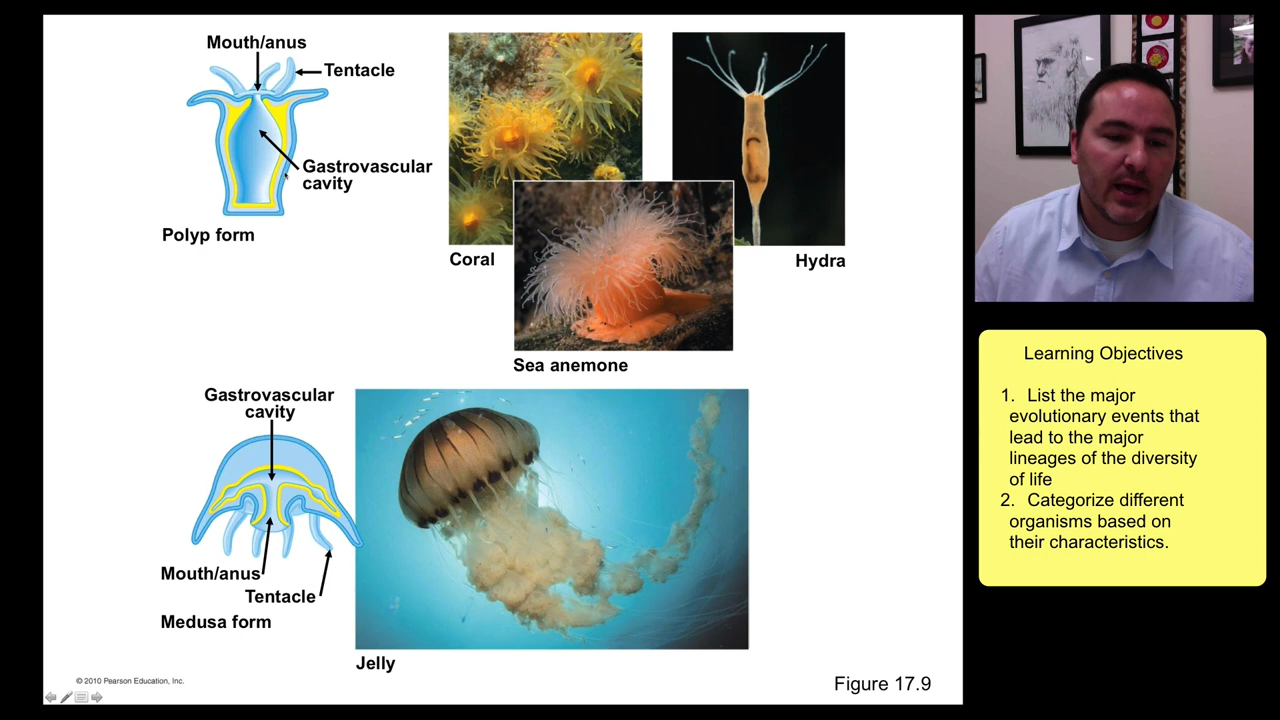 Mouth/anus
Tentacle
Gastrovascular
cavity
Polyp form
Coral
Hydra
Sea anemone
Gastrovascular
cavity
Mouth/anus
Tentacle
Medusa form
Jelly
© 2010 Pearson Education, Inc.
Figure 17.9
Learning Objectives
1. List the major
evolutionary events that
lead to the major
lineages of the diversity
of life
2. Categorize different
organisms based on
their characteristics.